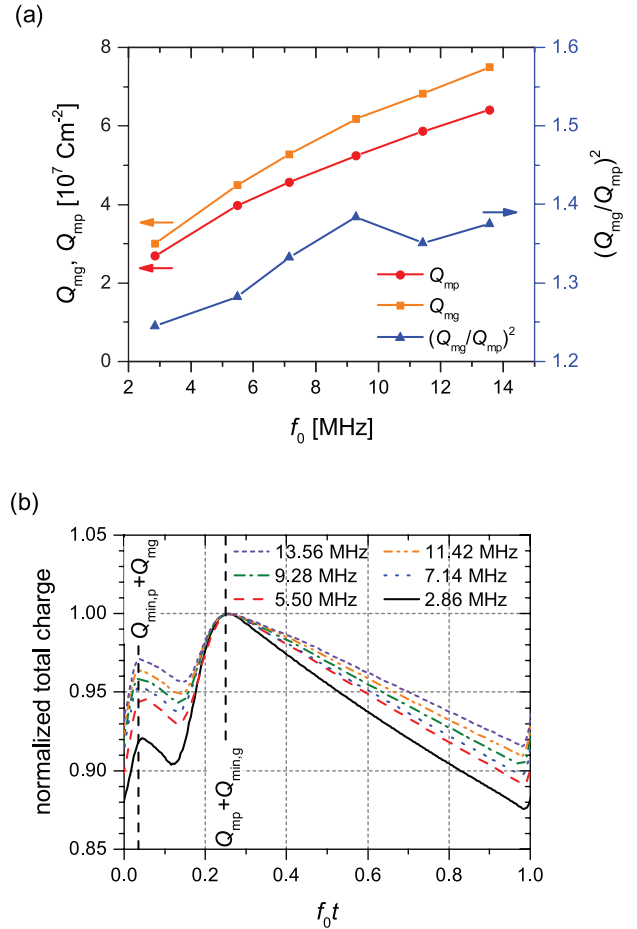 (a)
8
6
4
2
0
Q_mg, Q_mp [10^7 Cm^-2]
1.6
1.5
1.4
1.3
1.2
(Q_mg/Q_mp)^2
Q_mp
Q_mg
(Q_mg/Q_mp)^2
2 4 6 8 10 12 14
f_0 [MHz]
(b)
1.05
1.00
0.95
0.90
0.85
normalized total charge
Q_min,p +Q_mg
Q_mp +Q_min,g
13.56 MHz 11.42 MHz
9.28 MHz 7.14 MHz
5.50 MHz 2.86 MHz
0.0 0.2 0.4 0.6 0.8 1.0
f_0t